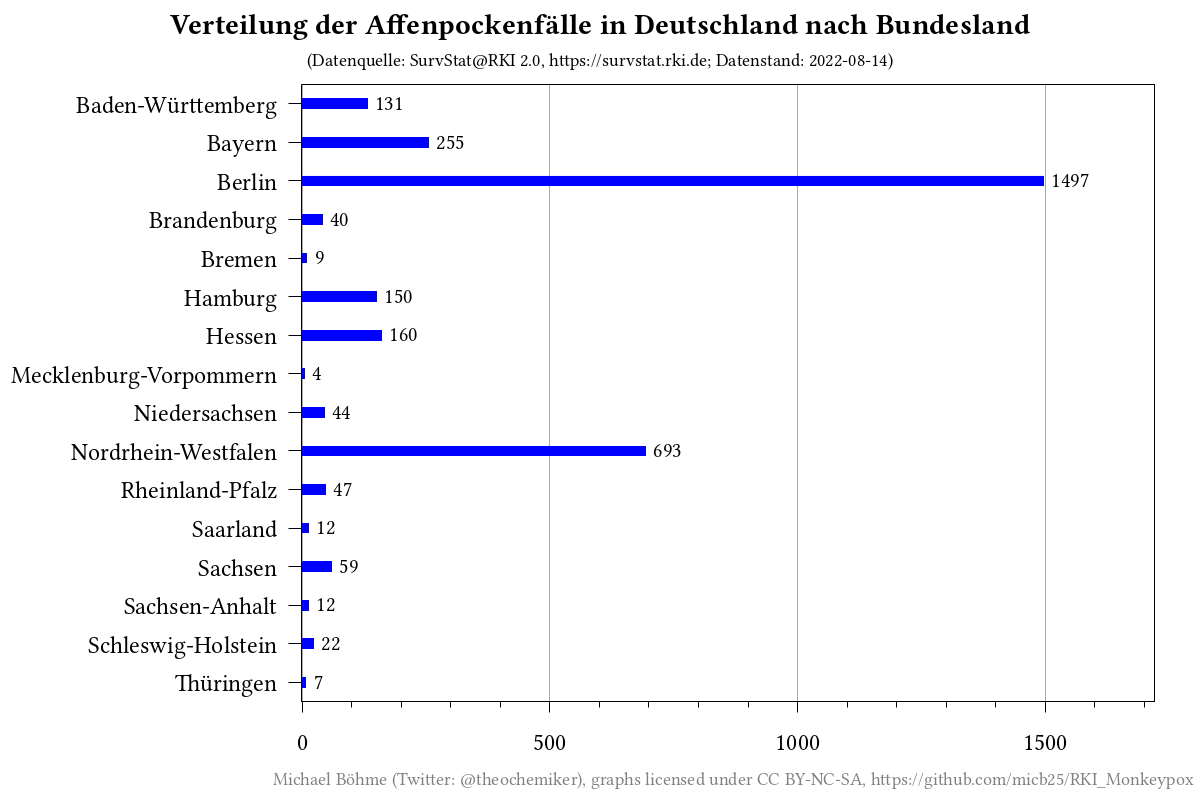 Verteilung der Affenpockenfälle in Deutschland nach Bundesland
(Datenquelle: SurvStat@RKI 2.0, https://survstat.rki.de; Datenstand: 2022-08-14)
Baden-Württemberg 131
Bayern 255
Berlin 1497
Brandenburg 40
Bremen 9
Hamburg 150
Hessen 160
Mecklenburg-Vorpommern 4
Niedersachsen 44
Nordrhein-Westfalen 693
Rheinland-Pfalz 47
Saarland 12
Sachsen 59
Sachsen-Anhalt 12
Schleswig-Holstein 22
Thüringen 7
0 500 1000 1500
Michael Böhme (Twitter: @theochemiker), graphs licensed under CC BY-NC-SA, https://github.com/micb25/RKI_Monkeypox